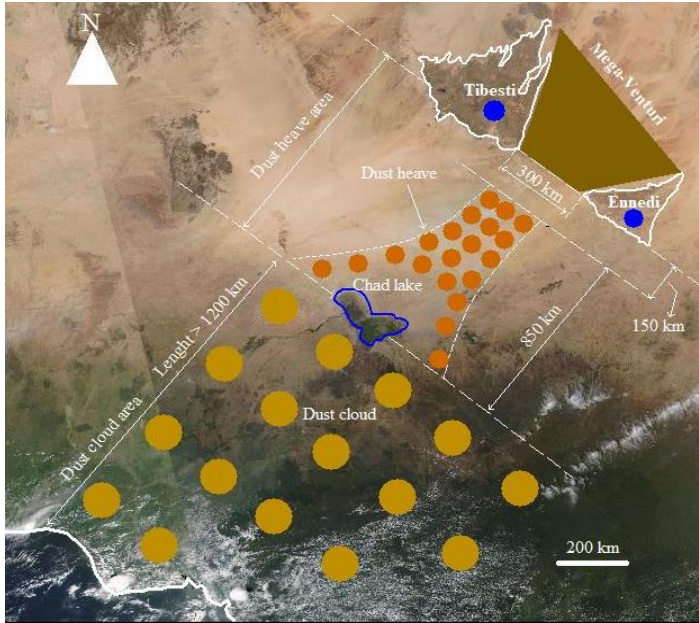 N
Mega-Venturi
Tibesti
Dust heave area
300 km
Dust heave
Ennedi
Chad lake
Lenght > 1200 km
850 km
150 km
Dust cloud area
Dust cloud
200 km